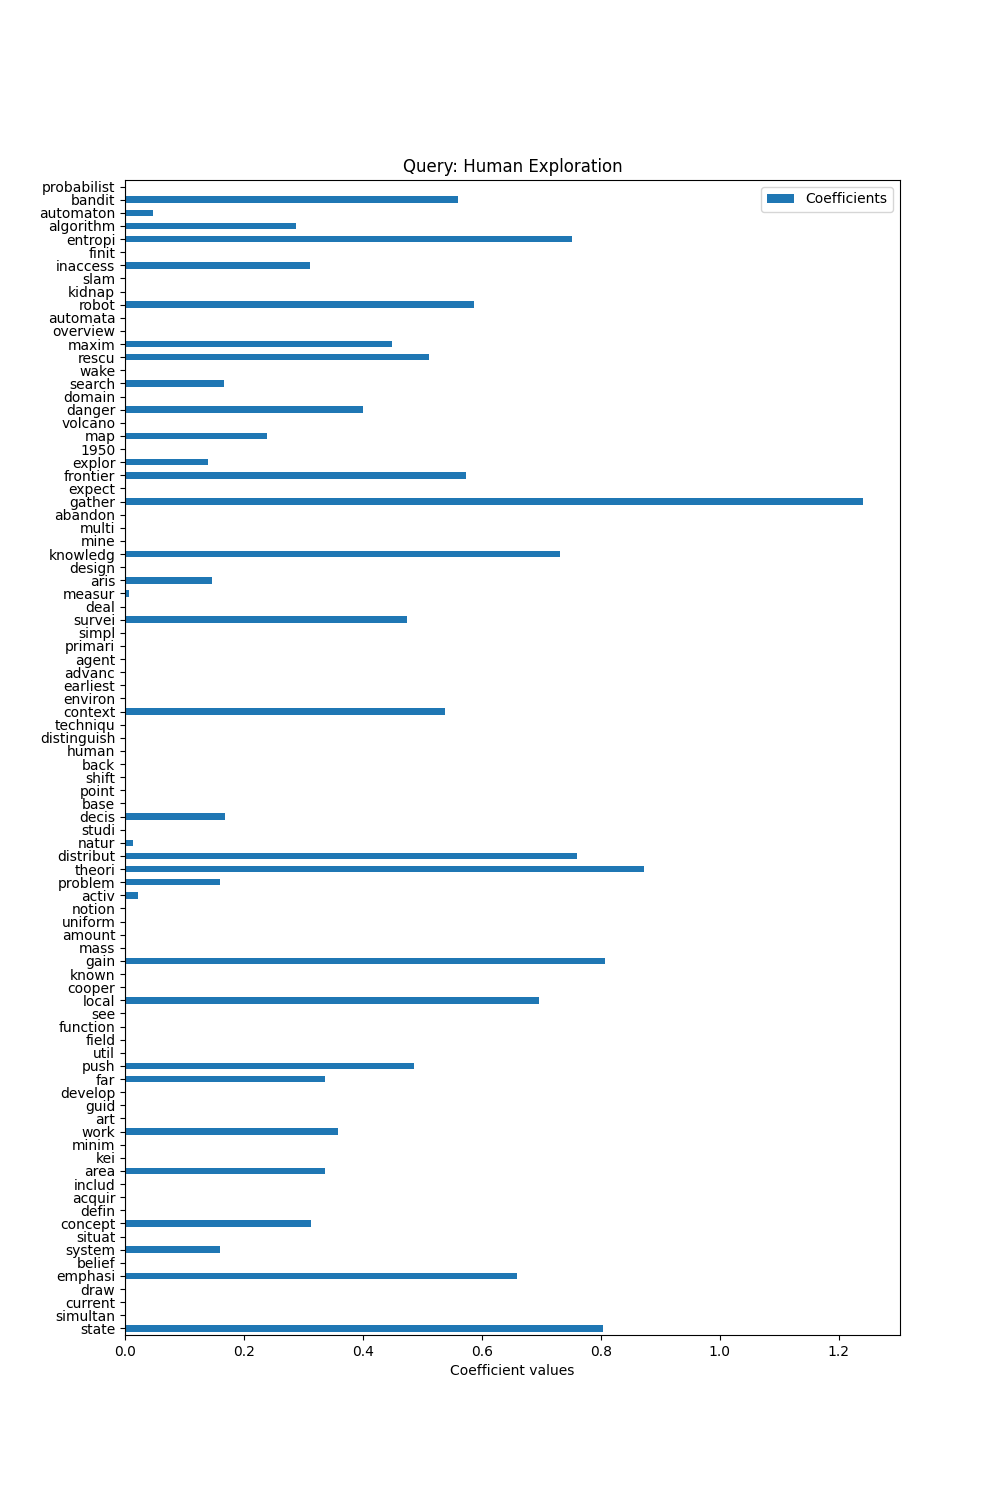 Query: Human Exploration
Coefficients
probabilist
bandit
automaton
algorithm
entropi
finit
inaccess
slam
kidnap
robot
automata
overview
maxim
rescu
wake
search
domain
danger
volcano
map
1950
explor
frontier
expect
gather
abandon
multi
mine
knowledg
design
aris
measur
deal
survei
simpl
primari
agent
advanc
earliest
environ
context
techniqu
distinguish
human
back
shift
point
base
decis
studi
natur
distribut
theori
problem
activ
notion
uniform
amount
mass
gain
known
cooper
local
see
function
field
util
push
far
develop
guid
art
work
minim
kei
area
includ
acquir
defin
concept
situat
system
belief
emphasi
draw
current
simultan
state
0.0 0.2 0.4 0.6 0.8 1.0 1.2
Coefficient values